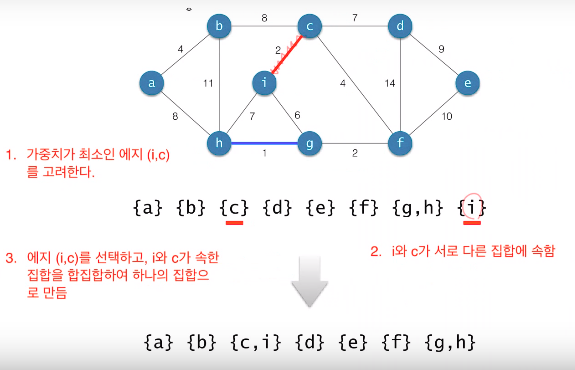 8
7
b
c
d
4
2
9
a
11
i
4
14
e
8
7
6
10
h
g
f
1
2
1. 가중치가 최소인 에지 (i,c)
를 고려한다.
{a} {b} {c} {d} {e} {f} {g,h} {i}
3. 에지 (i,c)를 선택하고, i와 c가 속한
집합을 합집합하여 하나의 집합으
로 만듬
2. i와 c가 서로 다른 집합에 속함
{a} {b} {c,i} {d} {e} {f} {g,h}